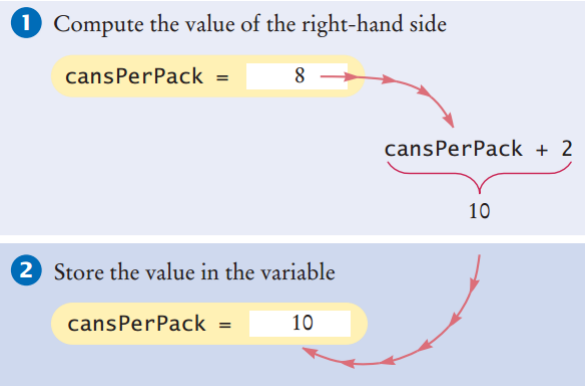 1 Compute the value of the right-hand side
cansPerPack = 8
cansPerPack + 2
10
2 Store the value in the variable
cansPerPack = 10